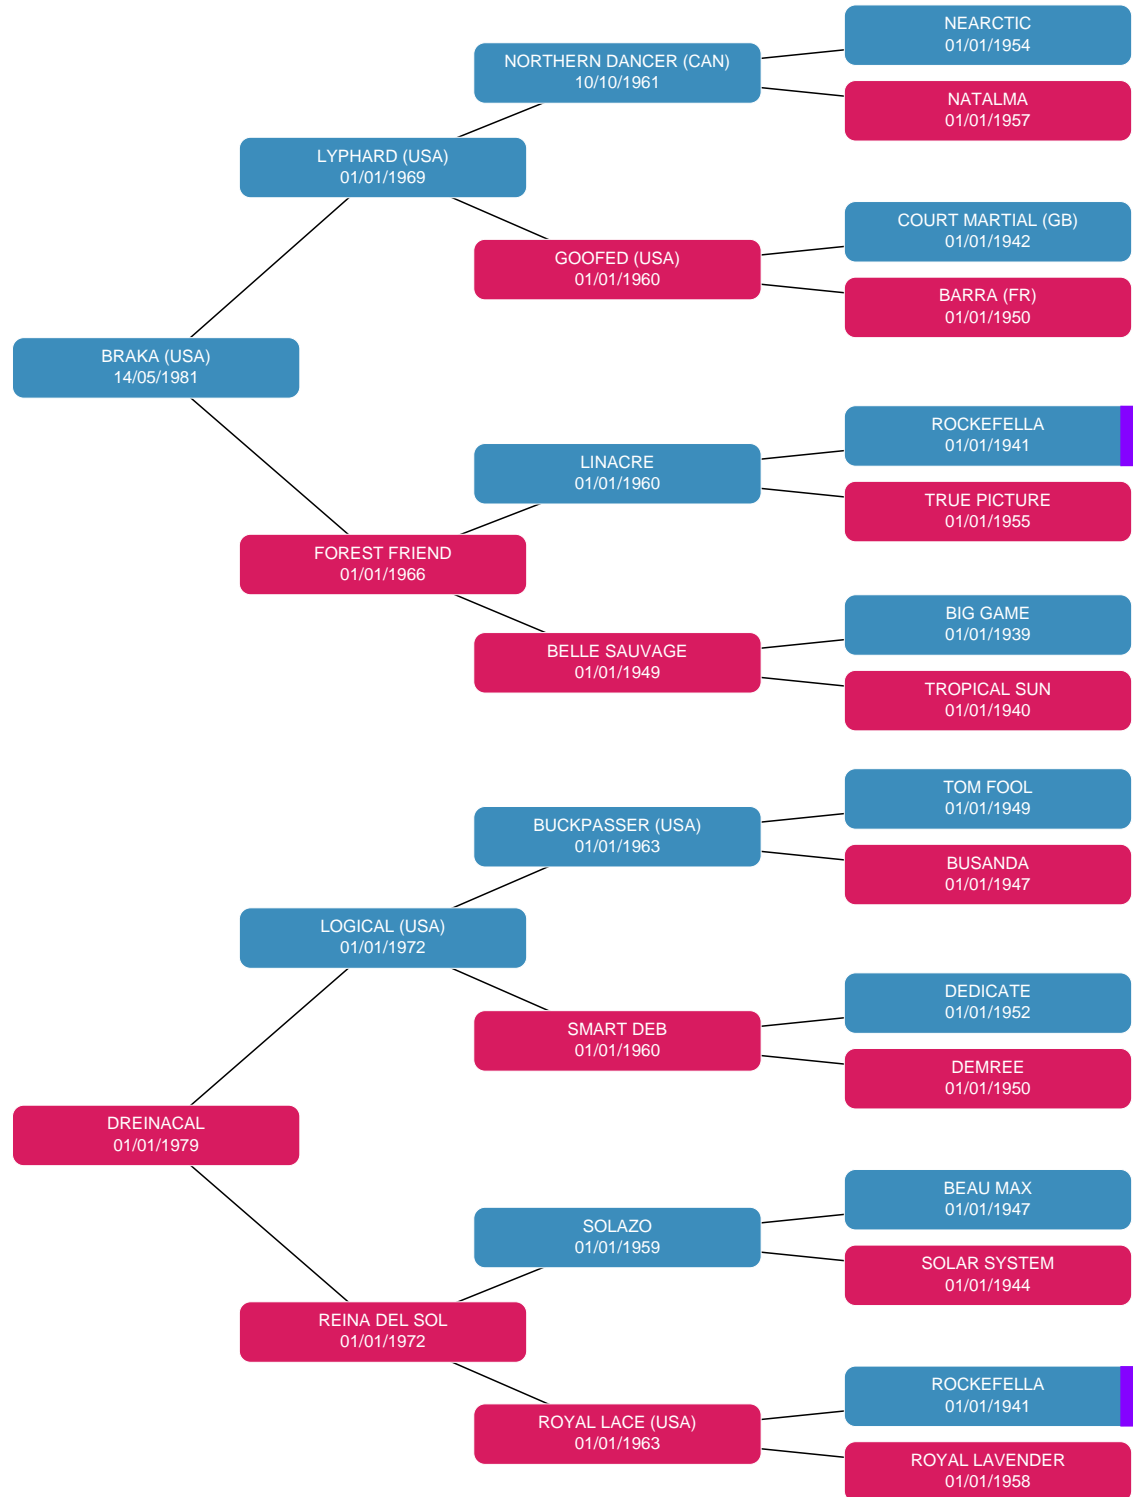 NEARCTIC
01/01/1954
NORTHERN DANCER (CAN)
10/10/1961
NATALMA
01/01/1957
LYPHARD (USA)
01/01/1969
COURT MARTIAL (GB)
01/01/1942
GOOFED (USA)
01/01/1960
BARRA (FR)
01/01/1950
BRAKA (USA)
14/05/1981
ROCKEFELLA
01/01/1941
LINACRE
01/01/1960
TRUE PICTURE
01/01/1955
FOREST FRIEND
01/01/1966
BIG GAME
01/01/1939
BELLE SAUVAGE
01/01/1949
TROPICAL SUN
01/01/1940
TOM FOOL
01/01/1949
BUCKPASSER (USA)
01/01/1963
BUSANDA
01/01/1947
LOGICAL (USA)
01/01/1972
DEDICATE
01/01/1952
SMART DEB
01/01/1960
DEMREE
01/01/1950
DREINACAL
01/01/1979
BEAU MAX
01/01/1947
SOLAZO
01/01/1959
SOLAR SYSTEM
01/01/1944
REINA DEL SOL
01/01/1972
ROCKEFELLA
01/01/1941
ROYAL LACE (USA)
01/01/1963
ROYAL LAVENDER
01/01/1958